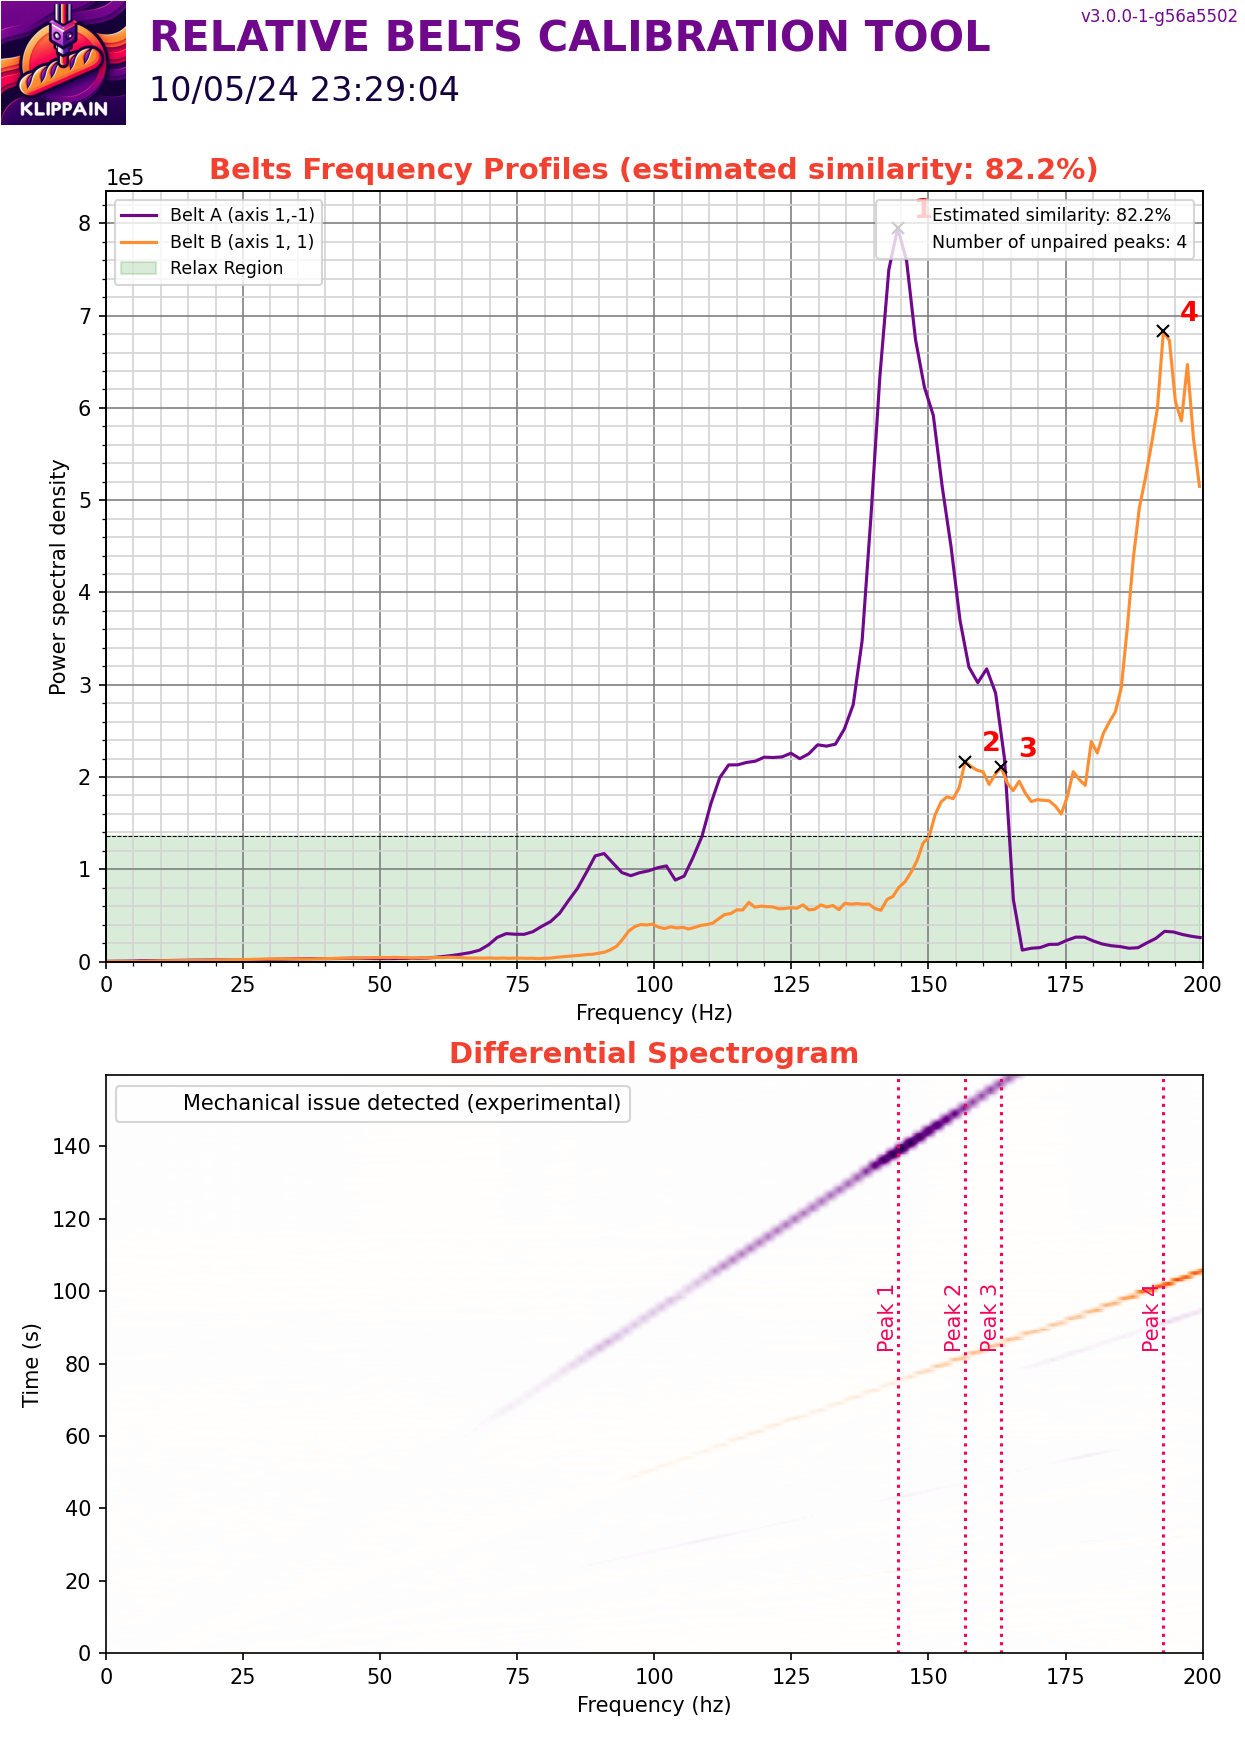 RELATIVE BELTS CALIBRATION TOOL
v3.0.0-1-g56a5502
10/05/24 23:29:04
KLIPPAIN
Belts Frequency Profiles (estimated similarity: 82.2%)
1e5
Belt A (axis 1,-1)
Belt B (axis 1, 1)
Relax Region
1
Estimated similarity: 82.2%
Number of unpaired peaks: 4
4
2
3
8
7
6
5
4
3
2
1
0
Power spectral density
0 25 50 75 100 125 150 175 200
Frequency (Hz)
Differential Spectrogram
Mechanical issue detected (experimental)
Peak 1
Peak 2
Peak 3
Peak 4
140
120
100
80
60
40
20
0
Time (s)
0 25 50 75 100 125 150 175 200
Frequency (hz)